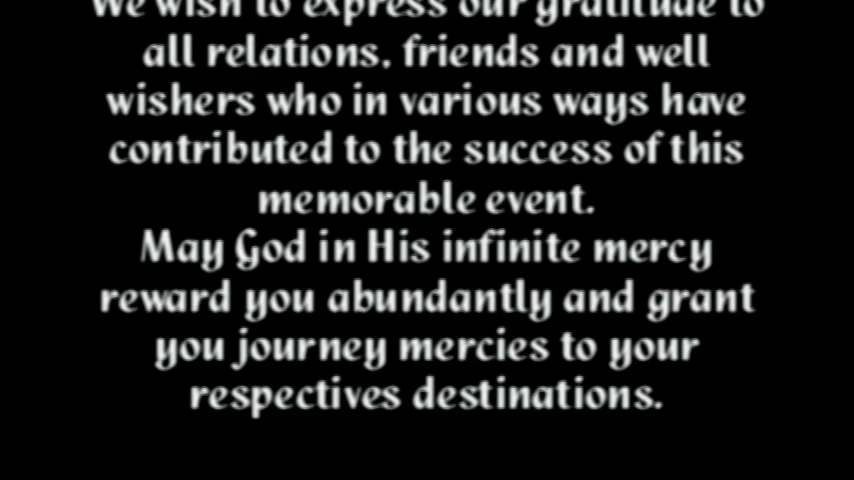 We wish to express our gratitude to
all relations, friends and well
wishers who in various ways have
contributed to the success of this
memorable event.
May God in His infinite mercy
reward you abundantly and grant
you journey mercies to your
respectives destinations.